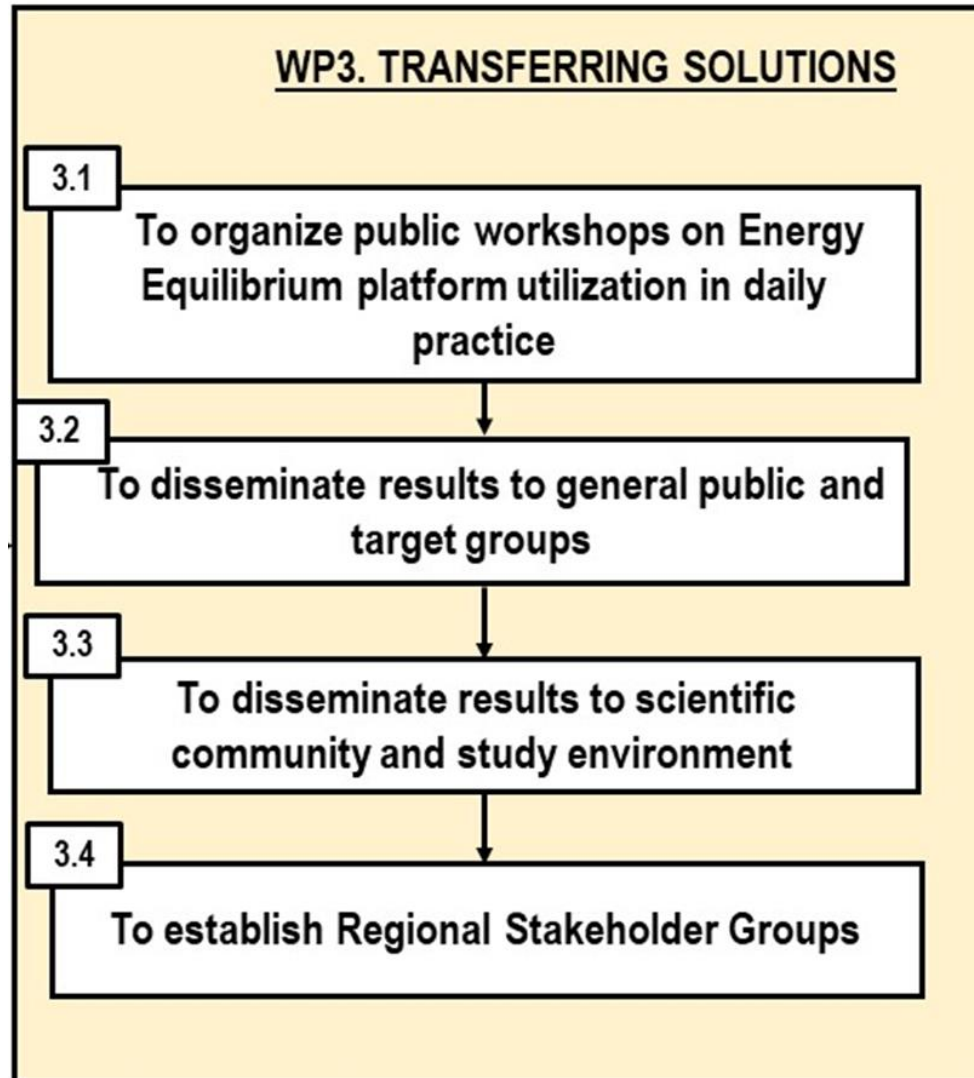 WP3. TRANSFERRING SOLUTIONS
3.1
To organize public workshops on Energy
Equilibrium platform utilization in daily
practice
3.2
To disseminate results to general public and
target groups
3.3
To disseminate results to scientific
community and study environment
3.4
To establish Regional Stakeholder Groups